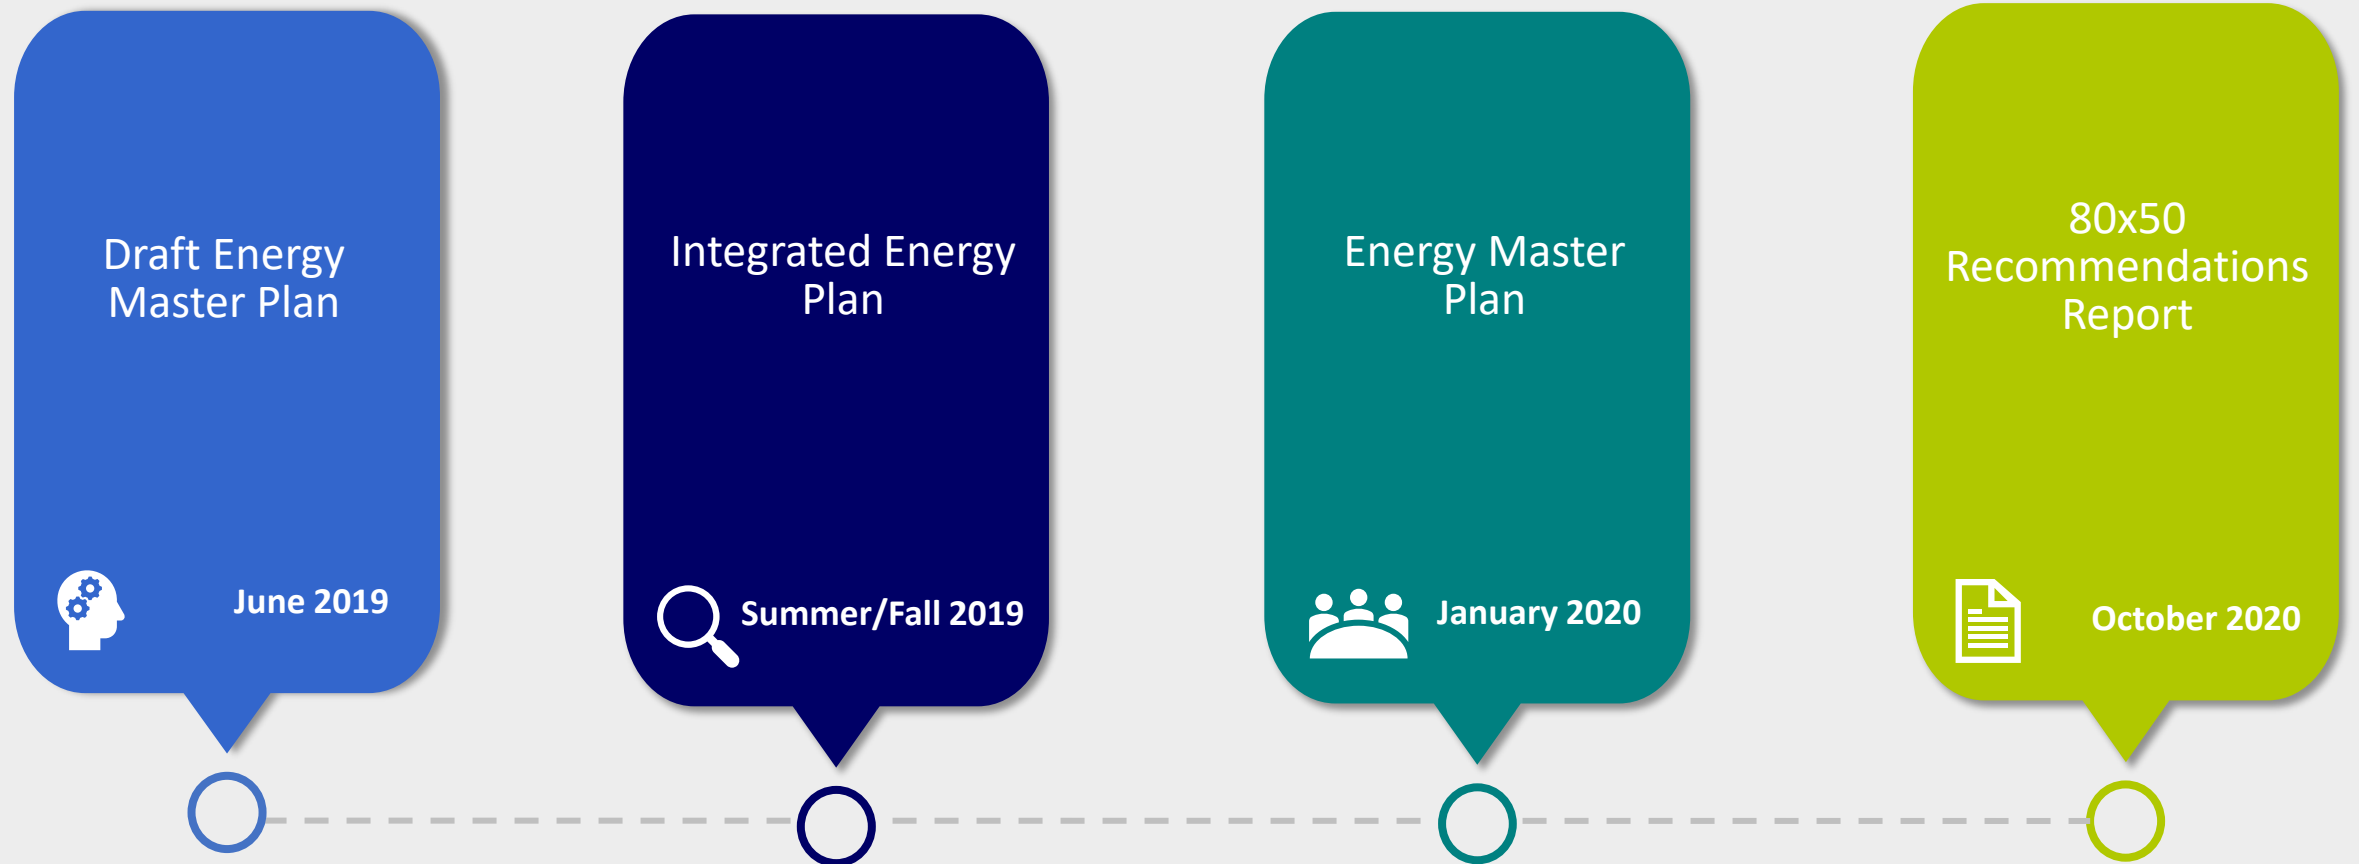 Draft Energy
Master Plan
June 2019
Integrated Energy
Plan
Summer/Fall 2019
Energy Master
Plan
January 2020
80x50
Recommendations
Report
October 2020